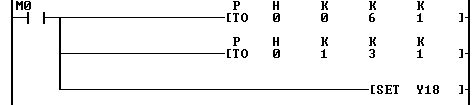 M0
P H K K K
[TO 0 0 6 1 ]
P H K K K
[TO 0 1 3 1 ]
[SET Y18 ]